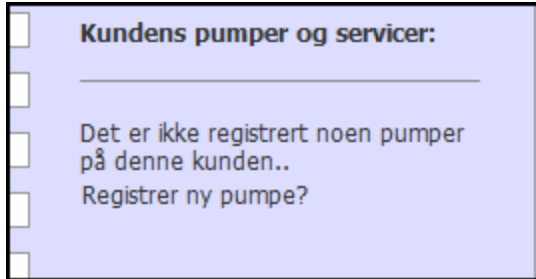 Kundens pumper og servicer:
Det er ikke registrert noen pumper
på denne kunden..
Registrer ny pumpe?